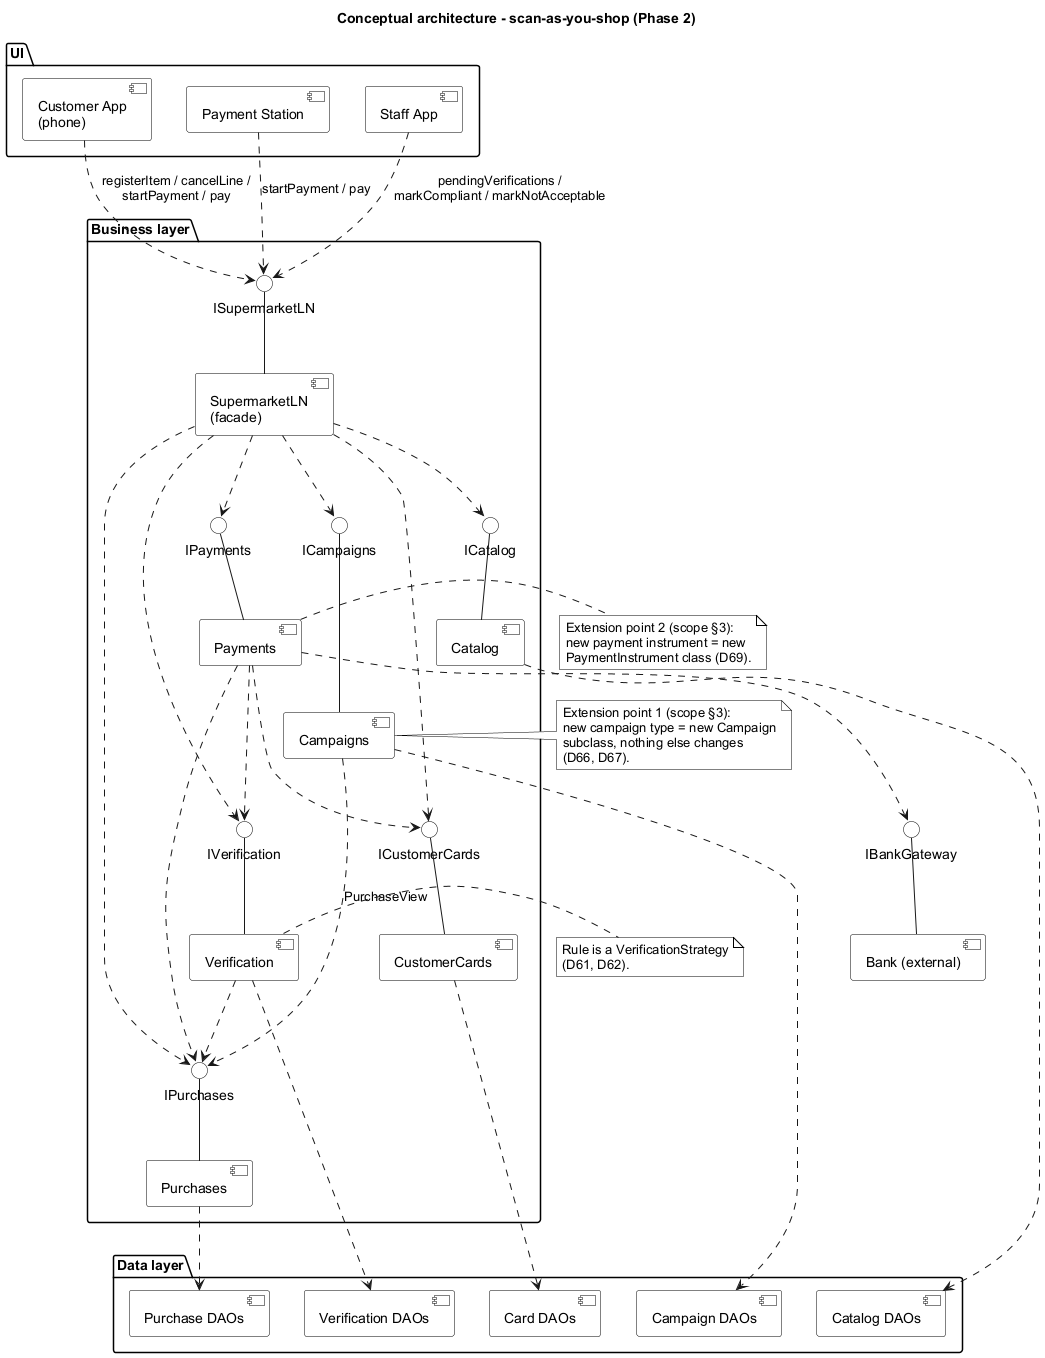 Conceptual architecture - scan-as-you-shop (Phase 2)
UI
Customer App
(phone)
Payment Station
Staff App
registerItem / cancelLine /
startPayment / pay
startPayment / pay
pendingVerifications /
markCompliant / markNotAcceptable
Business layer
ISupermarketLN
SupermarketLN
(facade)
IPayments
ICampaigns
ICatalog
Payments
Catalog
Extension point 2 (scope §3):
new payment instrument = new
PaymentInstrument class (D69).
Campaigns
Extension point 1 (scope §3):
new campaign type = new Campaign
subclass, nothing else changes
(D66, D67).
IVerification
ICustomerCards
IBankGateway
PurchaseView
Verification
CustomerCards
Rule is a VerificationStrategy
(D61, D62).
Bank (external)
IPurchases
Purchases
Data layer
Purchase DAOs
Verification DAOs
Card DAOs
Campaign DAOs
Catalog DAOs